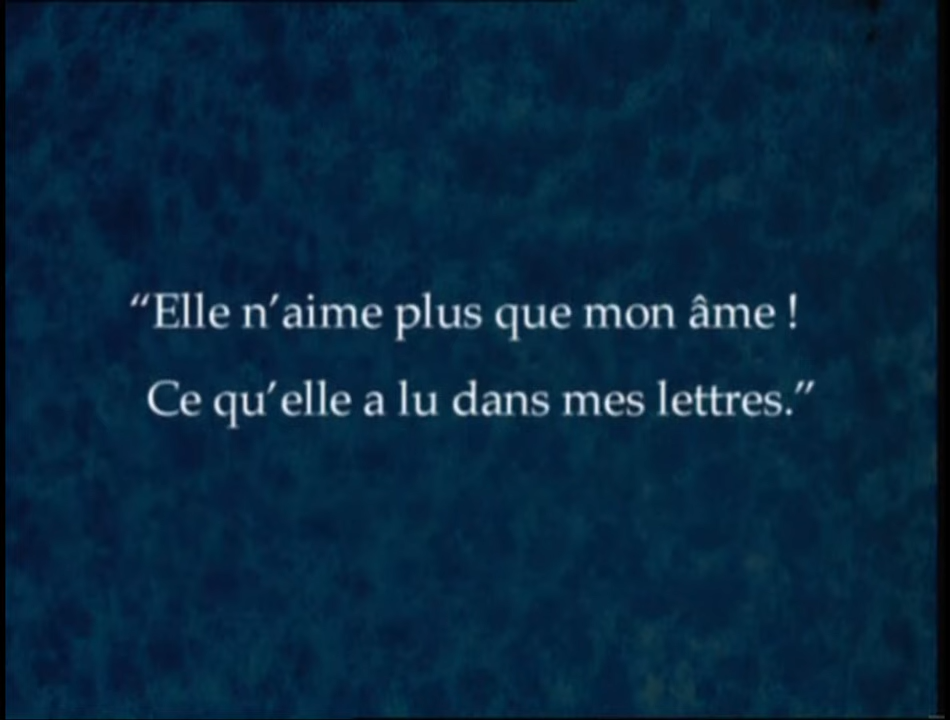 “Elle n’aime plus que mon âme !
Ce qu’elle a lu dans mes lettres.”